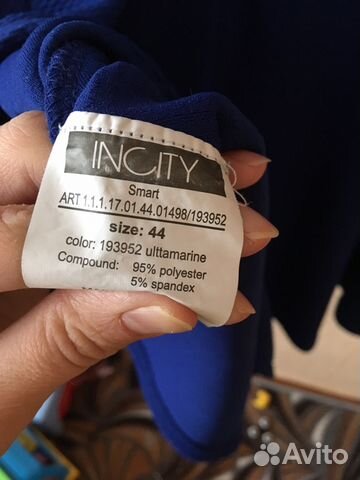 INCITY
Smart
ART 1.1.1.17.01.44.01498/193952
size: 44
color: 193952 ulttamarine
Compound: 95% polyester
5% spandex
Avito